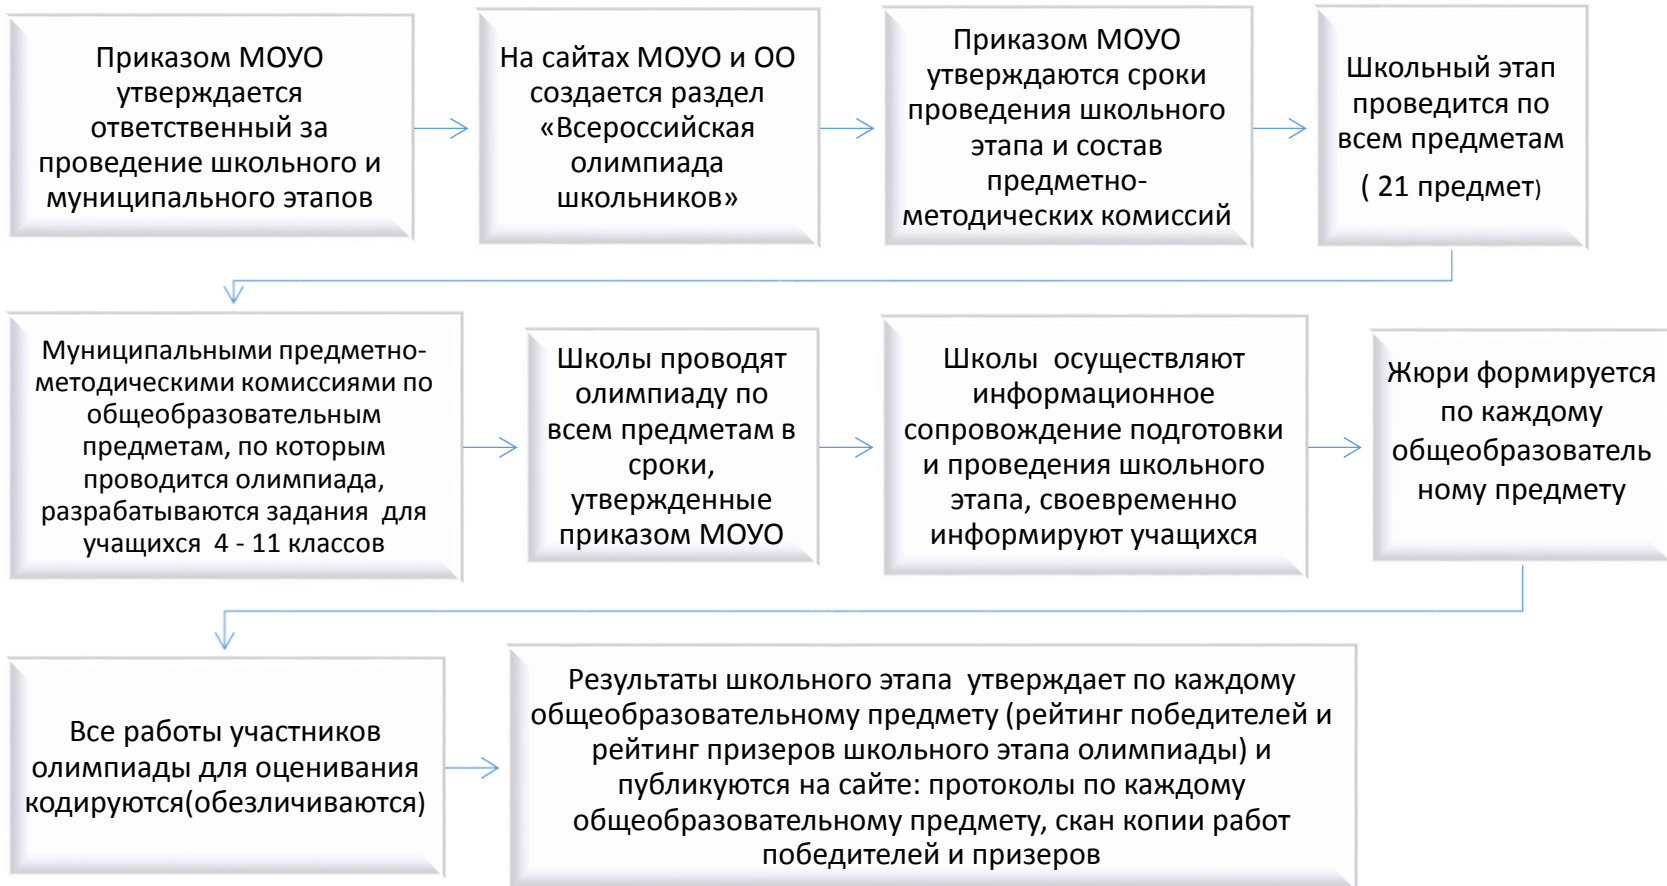 Приказом МОУО
утверждается
ответственный за
проведение школьного и
муниципального этапов
На сайтах МОУО и ОО
создается раздел
«Всероссийская
олимпиада
школьников»
Приказом МОУО
утверждаются сроки
проведения школьного
этапа и состав
предметно-
методических комиссий
Школьный этап
проведится по
всем предметам
( 21 предмет)
Муниципальными предметно-
методическими комиссиями по
общеобразовательным
предметам, по которым
проводится олимпиада,
разрабатываются задания для
учащихся 4 - 11 классов
Школы проводят
олимпиаду по
всем предметам в
сроки,
утвержденные
приказом МОУО
Школы осуществляют
информационное
сопровождение подготовки
и проведения школьного
этапа, своевременно
информируют учащихся
Жюри формируется
по каждому
общеобразователь
ному предмету
Все работы участников
олимпиады для оценивания
кодируются(обезличиваются)
Результаты школьного этапа утверждает по каждому
общеобразовательному предмету (рейтинг победителей и
рейтинг призеров школьного этапа олимпиады) и
публикуются на сайте: протоколы по каждому
общеобразовательному предмету, скан копии работ
победителей и призеров